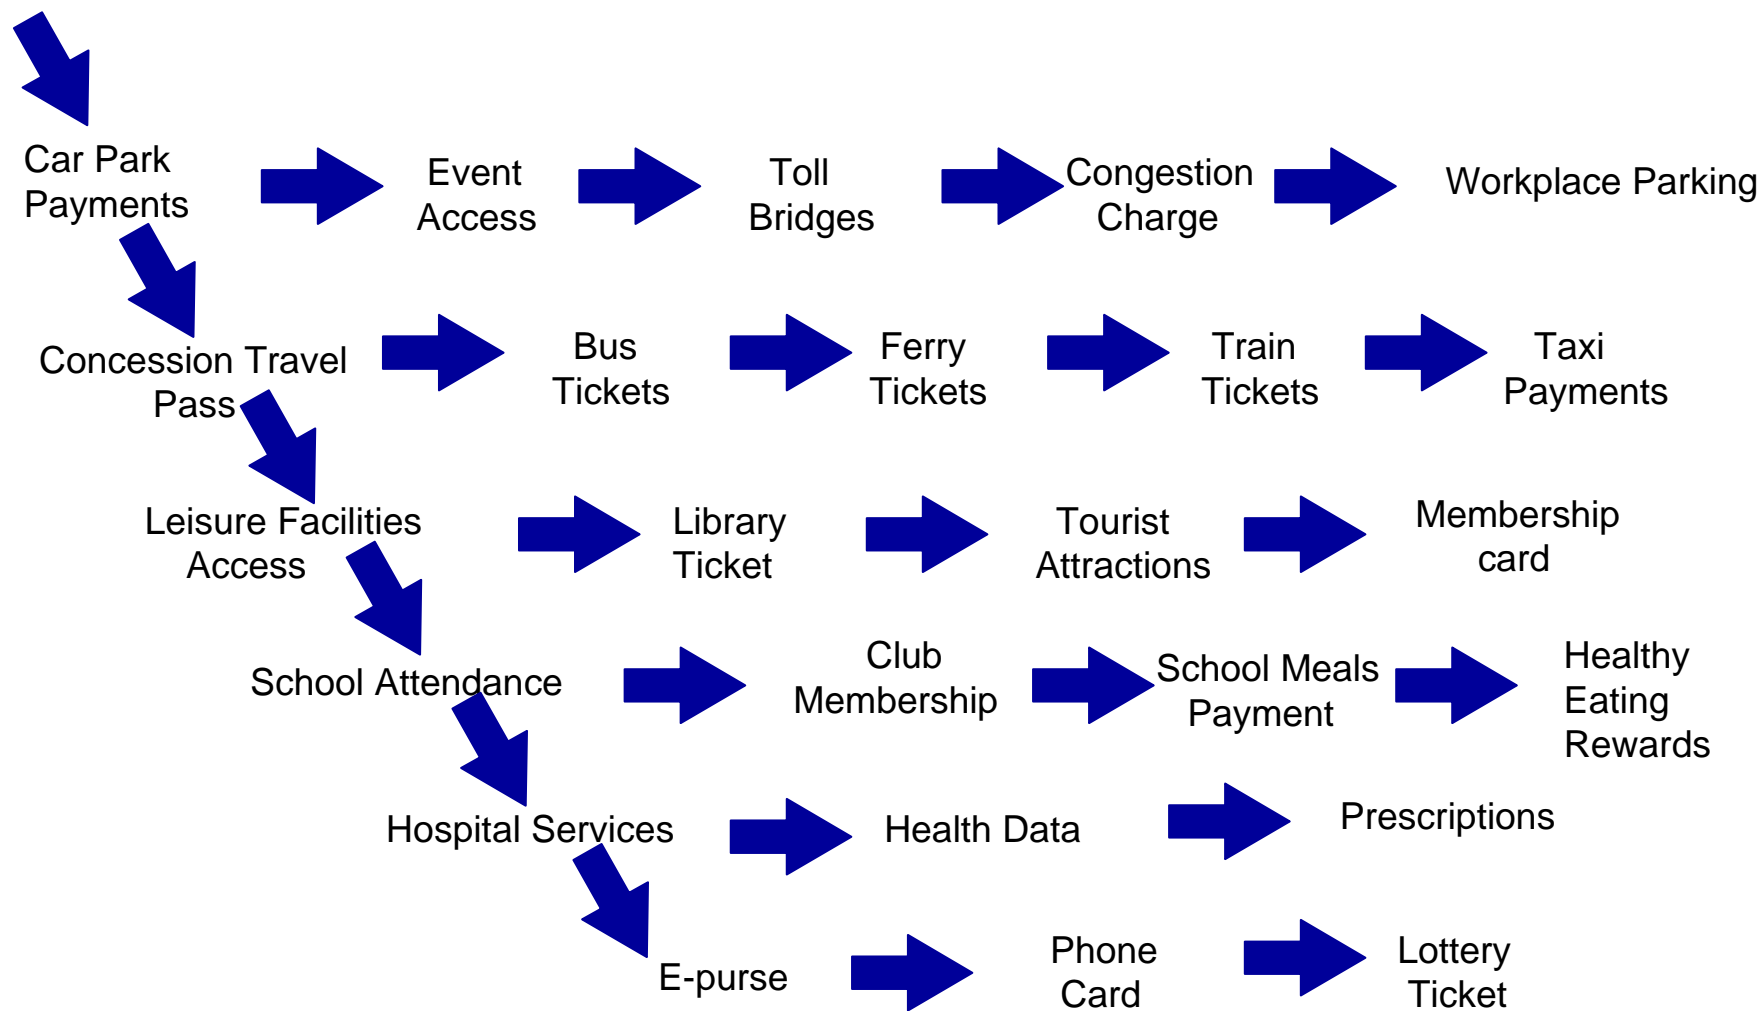 Car Park
Payments
Event
Access
Toll
Bridges
Congestion
Charge
Workplace Parking
Concession Travel
Pass
Bus
Tickets
Ferry
Tickets
Train
Tickets
Taxi
Payments
Leisure Facilities
Access
Library
Ticket
Tourist
Attractions
Membership
card
School Attendance
Club
Membership
School Meals
Payment
Healthy
Eating
Rewards
Hospital Services
Health Data
Prescriptions
E-purse
Phone
Card
Lottery
Ticket